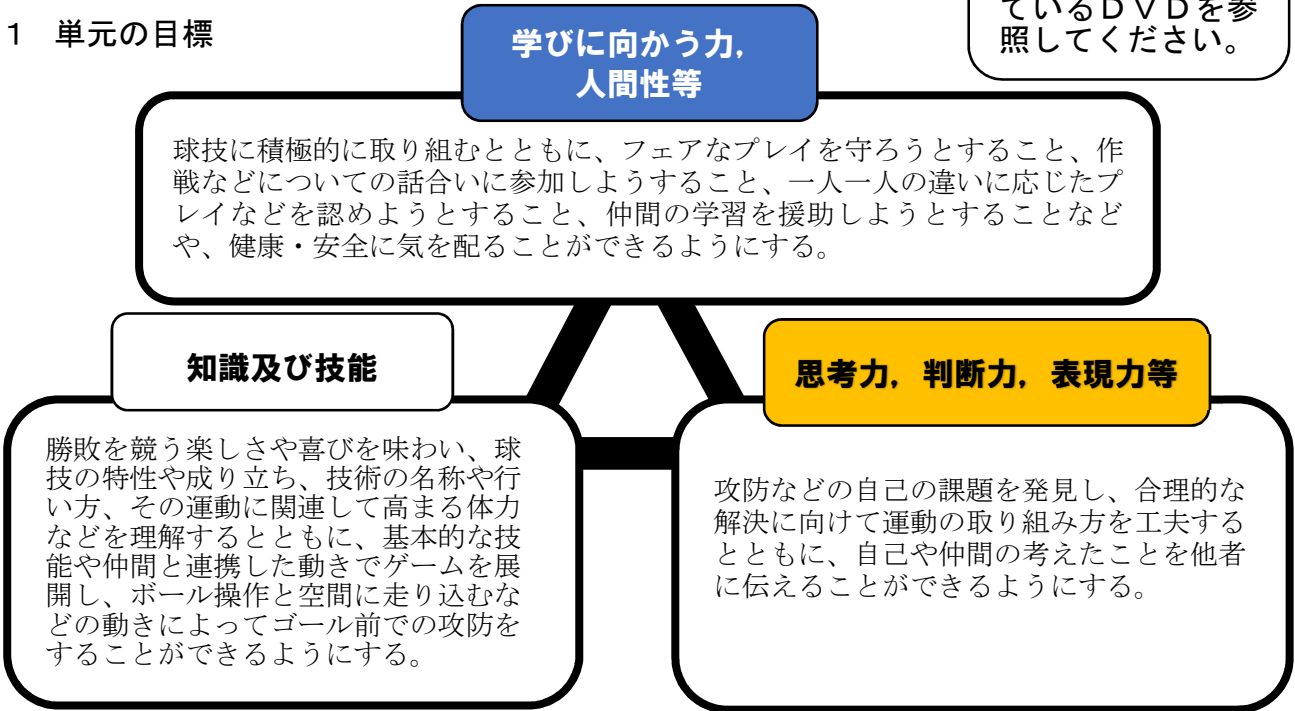 ているＤＶＤを参
照してください。
１　単元の目標
学びに向かう力，
人間性等
球技に積極的に取り組むとともに、フェアなプレイを守ろうとすること、作
戦などについての話合いに参加しようすること、一人一人の違いに応じたプ
レイなどを認めようとすること、仲間の学習を援助しようとすることなど
や、健康・安全に気を配ることができるようにする。
知識及び技能
勝敗を競う楽しさや喜びを味わい、球
技の特性や成り立ち、技術の名称や行
い方、その運動に関連して高まる体力
などを理解するとともに、基本的な技
能や仲間と連携した動きでゲームを展
開し、ボール操作と空間に走り込むな
どの動きによってゴール前での攻防を
することができるようにする。
思考力，判断力，表現力等
攻防などの自己の課題を発見し、合理的な
解決に向けて運動の取り組み方を工夫する
とともに、自己や仲間の考えたことを他者
に伝えることができるようにする。